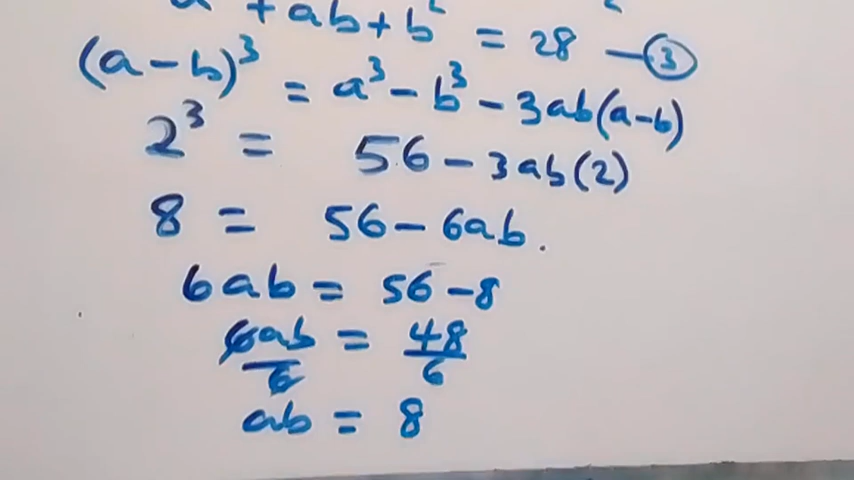 a² + ab + b² = 28 — ③
(a - b)³ = a³ - b³ - 3ab(a-b)
2³ = 56 - 3ab(2)
8 = 56 - 6ab.
6ab = 56 - 8
6ab/6 = 48/6
ab = 8